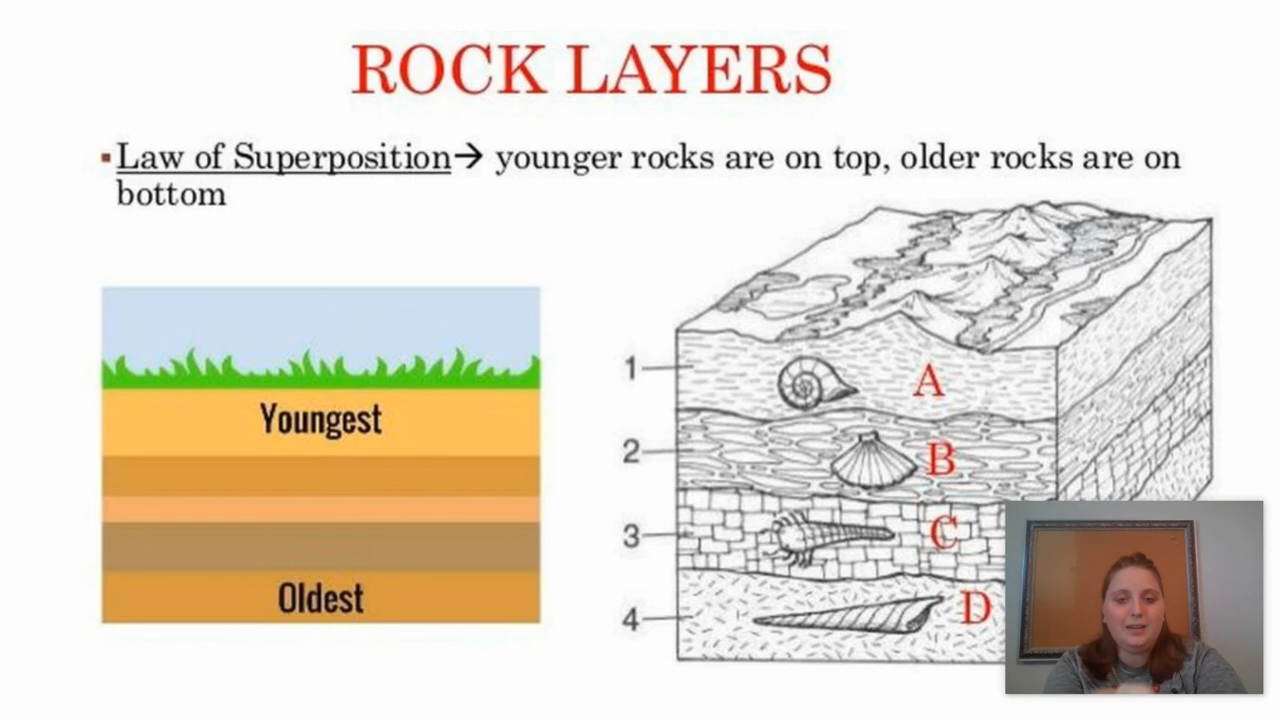 ROCK LAYERS
▪Law of Superposition→ younger rocks are on top, older rocks are on
bottom
Youngest
Oldest
1
A
2
B
3
C
4
D